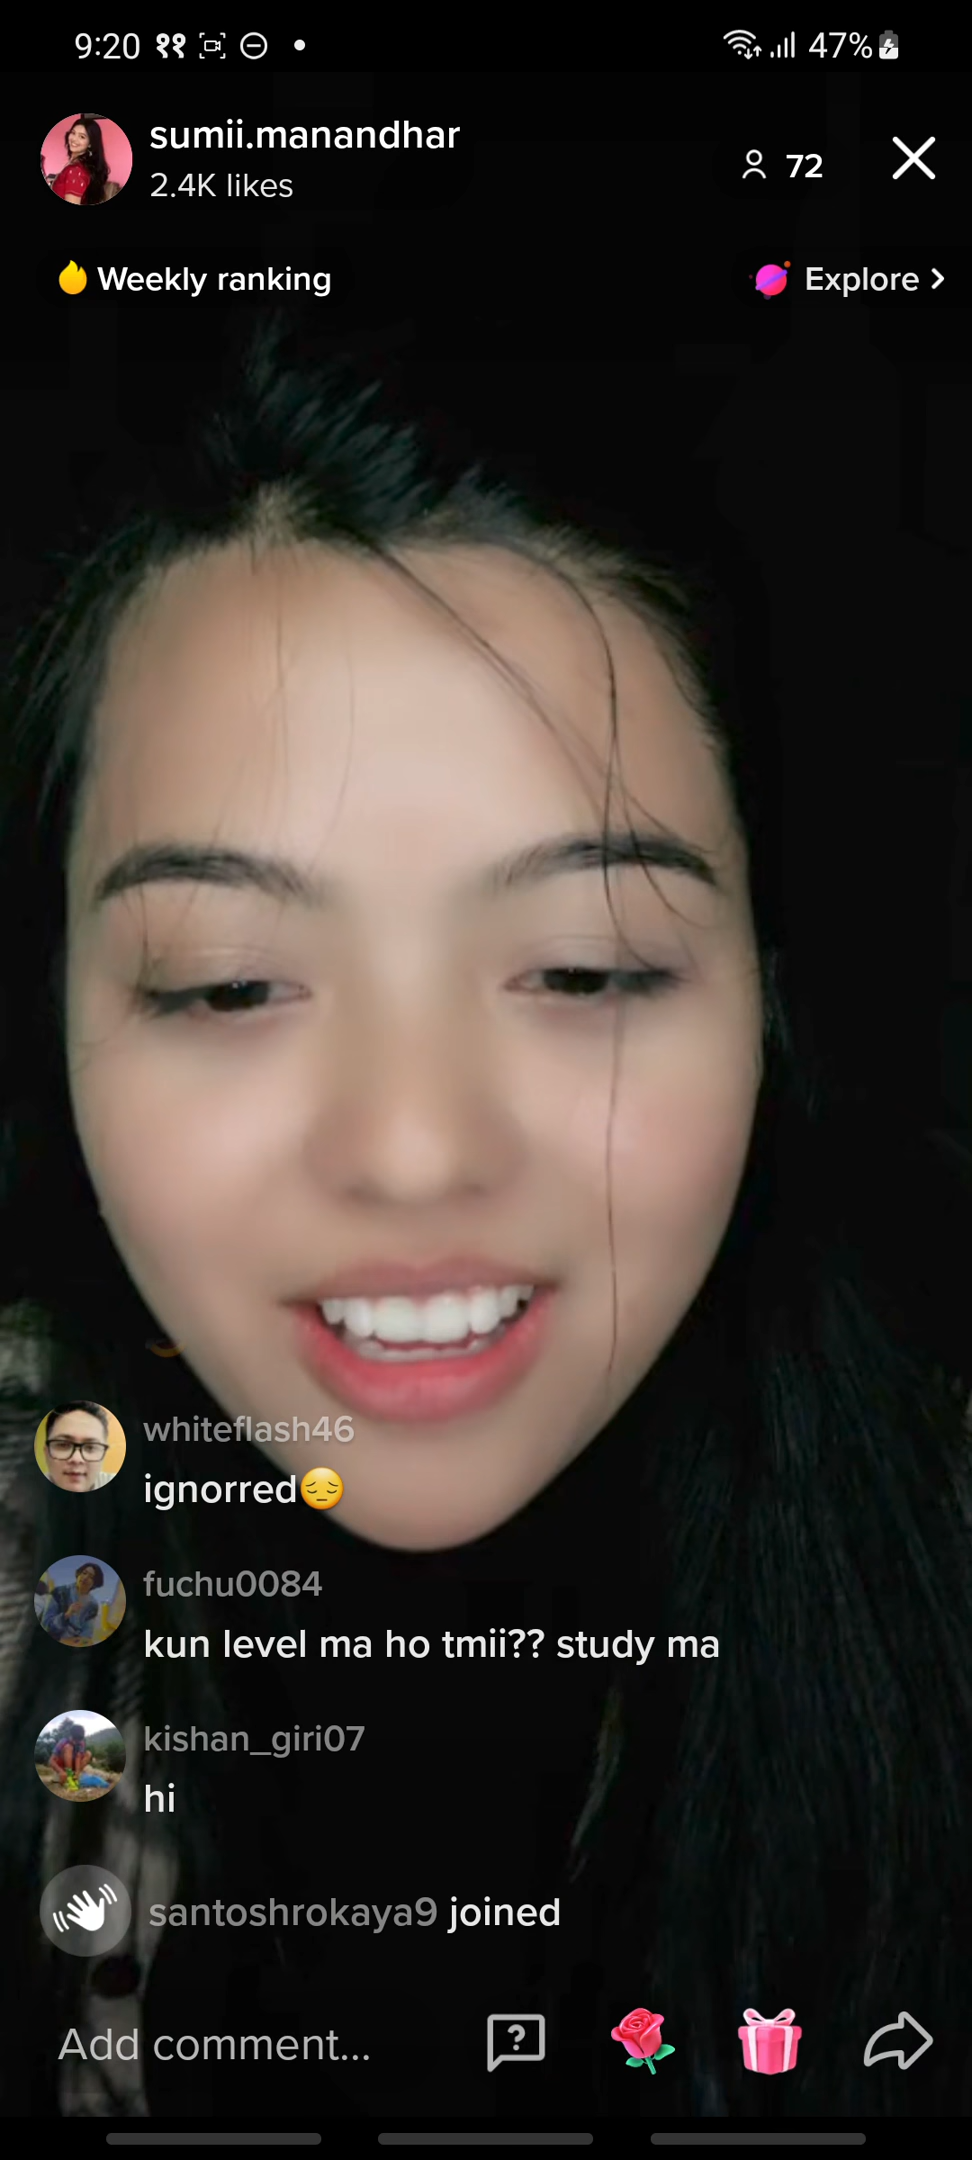 9:20 ११
47%
sumii.manandhar
2.4K likes
72
Weekly ranking
Explore
whiteflash46
ignorred😔
fuchu0084
kun level ma ho tmii?? study ma
kishan_giri07
hi
santoshrokaya9 joined
Add comment...